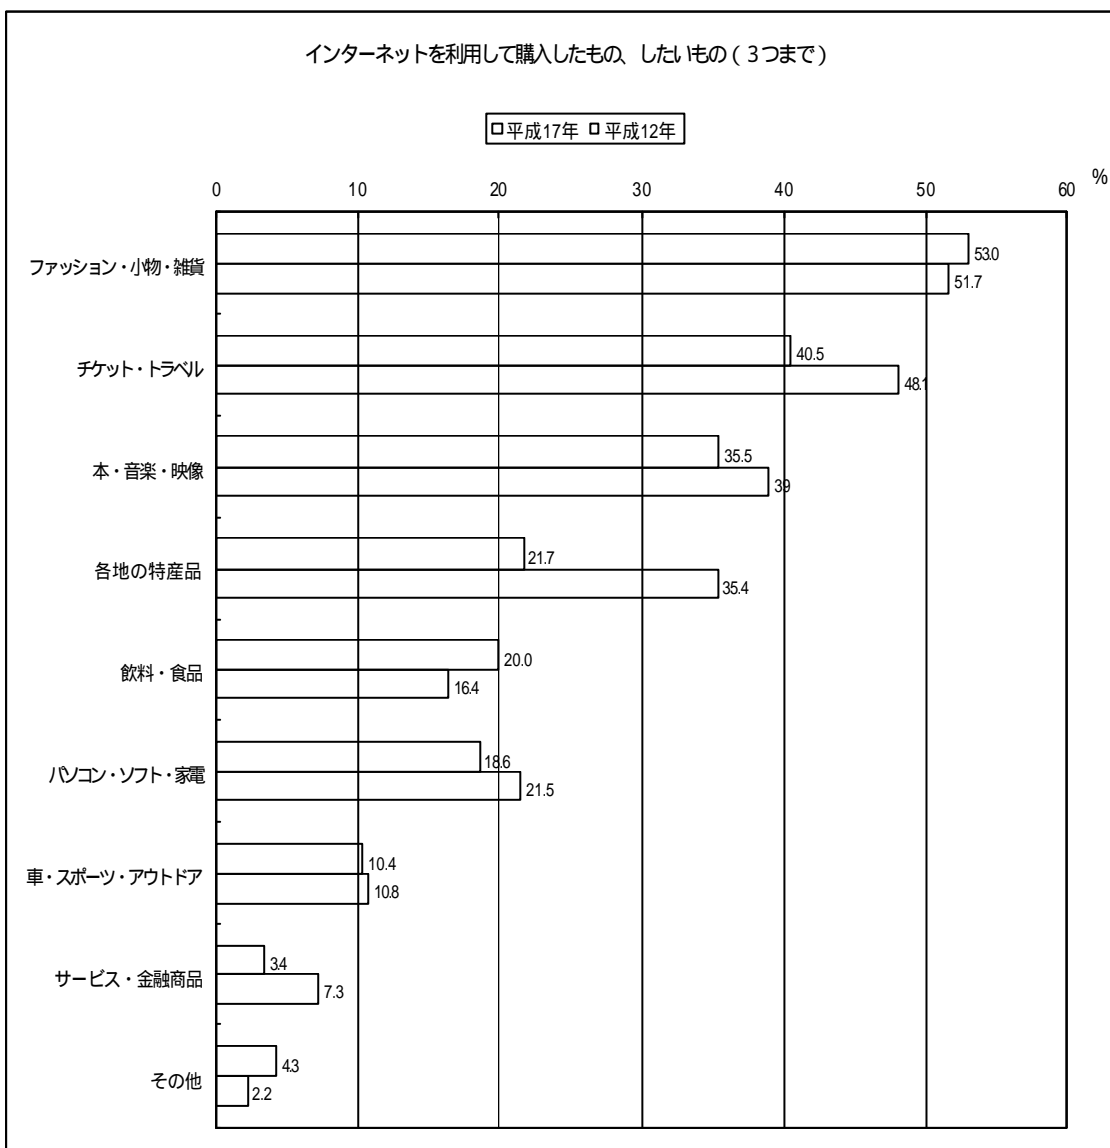 インターネットを利用して購入したもの、したいもの(3つまで)
平成17年 平成12年
0 10 20 30 40 50 60 %
ファッション・小物・雑貨 53.0
51.7
チケット・トラベル 40.5
48.1
本・音楽・映像 35.5
39
各地の特産品 21.7
35.4
飲料・食品 20.0
16.4
パソコン・ソフト・家電 18.6
21.5
車・スポーツ・アウトドア 10.4
10.8
サービス・金融商品 3.4
7.3
その他 4.3
2.2